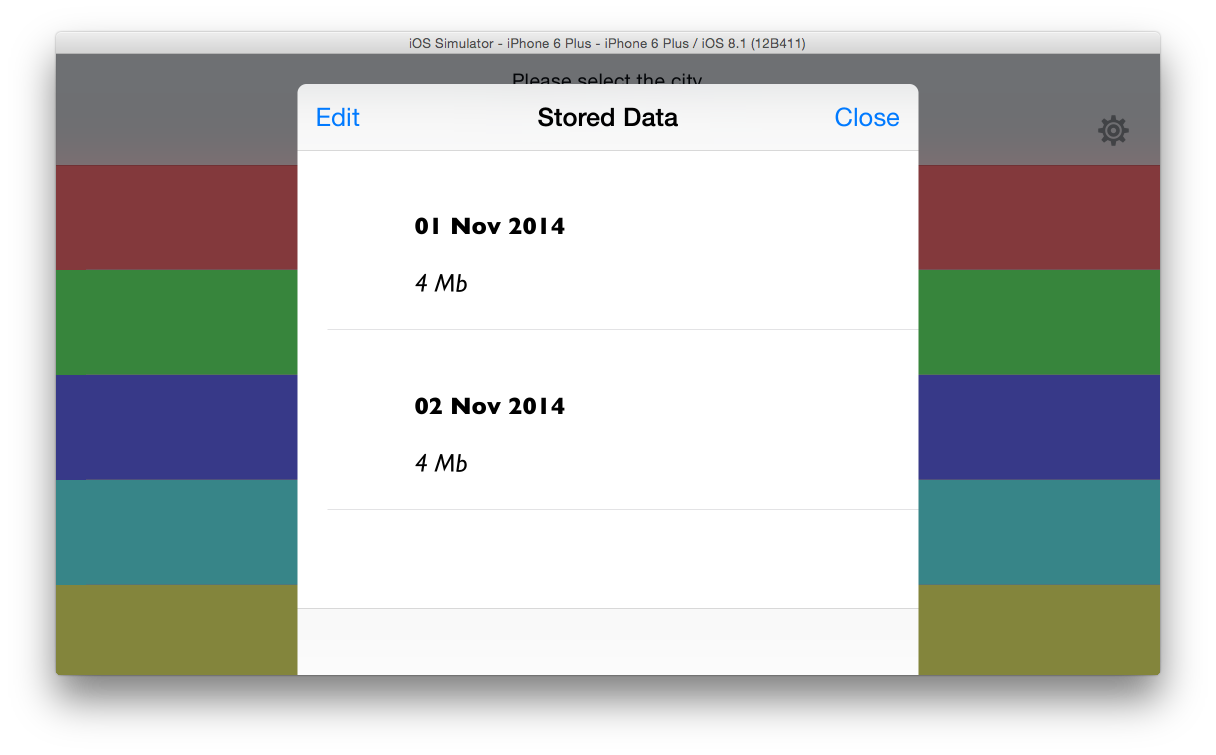 iOS Simulator - iPhone 6 Plus - iPhone 6 Plus / iOS 8.1 (12B411)
Please select the city
Edit Stored Data Close
01 Nov 2014
4 Mb
02 Nov 2014
4 Mb